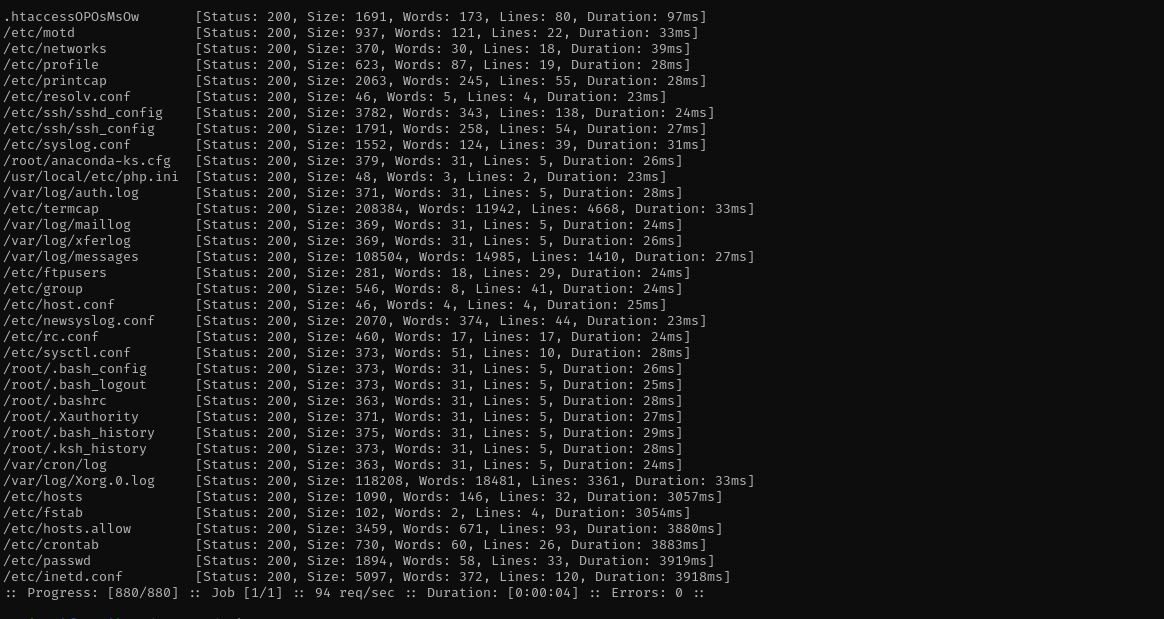 .htaccessOPOsMsOw [Status: 200, Size: 1691, Words: 173, Lines: 80, Duration: 97ms]
/etc/motd [Status: 200, Size: 937, Words: 121, Lines: 22, Duration: 33ms]
/etc/networks [Status: 200, Size: 370, Words: 30, Lines: 18, Duration: 39ms]
/etc/profile [Status: 200, Size: 623, Words: 87, Lines: 19, Duration: 28ms]
/etc/printcap [Status: 200, Size: 2063, Words: 245, Lines: 55, Duration: 28ms]
/etc/resolv.conf [Status: 200, Size: 46, Words: 5, Lines: 4, Duration: 23ms]
/etc/ssh/sshd_config [Status: 200, Size: 3782, Words: 343, Lines: 138, Duration: 24ms]
/etc/ssh/ssh_config [Status: 200, Size: 1791, Words: 258, Lines: 54, Duration: 27ms]
/etc/syslog.conf [Status: 200, Size: 1552, Words: 124, Lines: 39, Duration: 31ms]
/root/anaconda-ks.cfg [Status: 200, Size: 379, Words: 31, Lines: 5, Duration: 26ms]
/usr/local/etc/php.ini [Status: 200, Size: 48, Words: 3, Lines: 2, Duration: 23ms]
/var/log/auth.log [Status: 200, Size: 371, Words: 31, Lines: 5, Duration: 28ms]
/etc/termcap [Status: 200, Size: 208384, Words: 11942, Lines: 4668, Duration: 33ms]
/var/log/maillog [Status: 200, Size: 369, Words: 31, Lines: 5, Duration: 24ms]
/var/log/xferlog [Status: 200, Size: 369, Words: 31, Lines: 5, Duration: 26ms]
/var/log/messages [Status: 200, Size: 108504, Words: 14985, Lines: 1410, Duration: 27ms]
/etc/ftpusers [Status: 200, Size: 281, Words: 18, Lines: 29, Duration: 24ms]
/etc/group [Status: 200, Size: 546, Words: 8, Lines: 41, Duration: 24ms]
/etc/host.conf [Status: 200, Size: 46, Words: 4, Lines: 4, Duration: 25ms]
/etc/newsyslog.conf [Status: 200, Size: 2070, Words: 374, Lines: 44, Duration: 23ms]
/etc/rc.conf [Status: 200, Size: 460, Words: 17, Lines: 17, Duration: 24ms]
/etc/sysctl.conf [Status: 200, Size: 373, Words: 51, Lines: 10, Duration: 28ms]
/root/.bash_config [Status: 200, Size: 373, Words: 31, Lines: 5, Duration: 26ms]
/root/.bash_logout [Status: 200, Size: 373, Words: 31, Lines: 5, Duration: 25ms]
/root/.bashrc [Status: 200, Size: 363, Words: 31, Lines: 5, Duration: 28ms]
/root/.Xauthority [Status: 200, Size: 371, Words: 31, Lines: 5, Duration: 27ms]
/root/.bash_history [Status: 200, Size: 375, Words: 31, Lines: 5, Duration: 29ms]
/root/.ksh_history [Status: 200, Size: 373, Words: 31, Lines: 5, Duration: 28ms]
/var/cron/log [Status: 200, Size: 363, Words: 31, Lines: 5, Duration: 24ms]
/var/log/Xorg.0.log [Status: 200, Size: 118208, Words: 18481, Lines: 3361, Duration: 33ms]
/etc/hosts [Status: 200, Size: 1090, Words: 146, Lines: 32, Duration: 3057ms]
/etc/fstab [Status: 200, Size: 102, Words: 2, Lines: 4, Duration: 3054ms]
/etc/hosts.allow [Status: 200, Size: 3459, Words: 671, Lines: 93, Duration: 3880ms]
/etc/crontab [Status: 200, Size: 730, Words: 60, Lines: 26, Duration: 3883ms]
/etc/passwd [Status: 200, Size: 1894, Words: 58, Lines: 33, Duration: 3919ms]
/etc/inetd.conf [Status: 200, Size: 5097, Words: 372, Lines: 120, Duration: 3918ms]
:: Progress: [880/880] :: Job [1/1] :: 94 req/sec :: Duration: [0:00:04] :: Errors: 0 ::